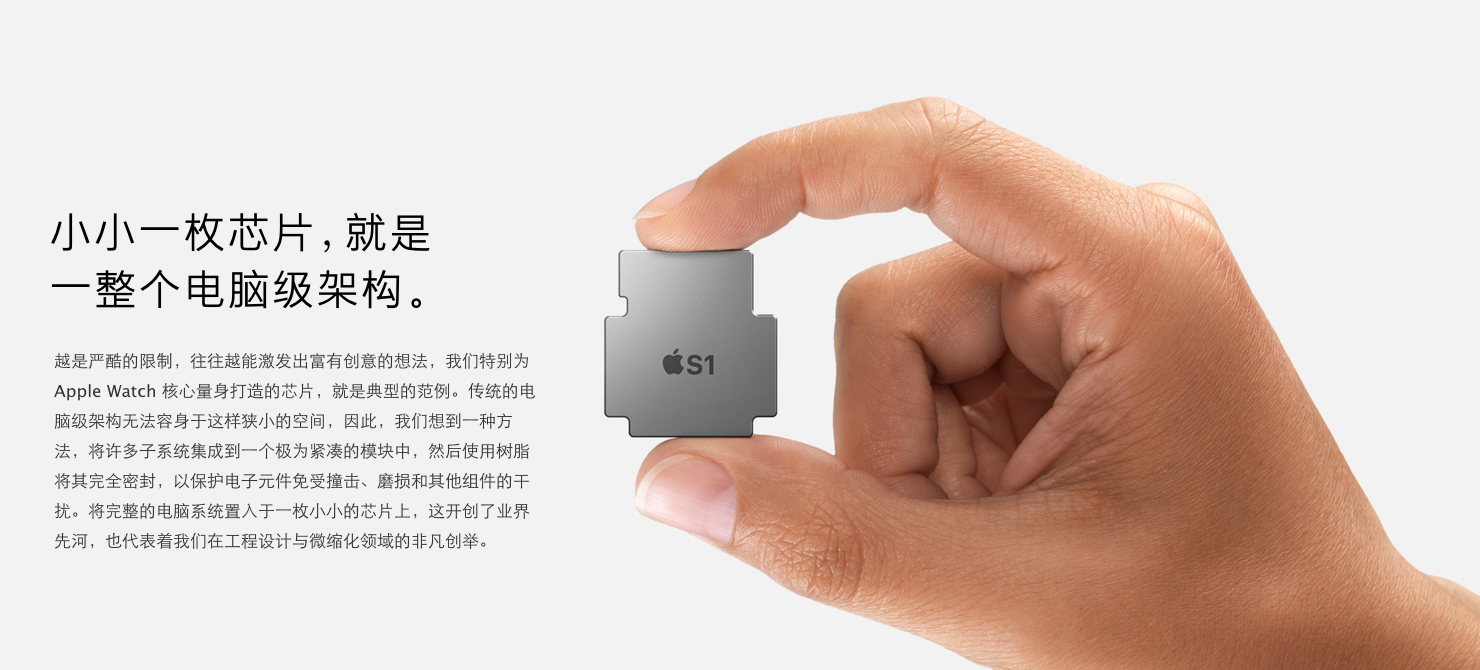 小小一枚芯片，就是
一整个电脑级架构。
越是严酷的限制，往往越能激发出富有创意的想法，我们特别为
Apple Watch 核心量身打造的芯片，就是典型的范例。传统的电
脑级架构无法容身于这样狭小的空间，因此，我们想到一种方
法，将许多子系统集成到一个极为紧凑的模块中，然后使用树脂
将其完全密封，以保护电子元件免受撞击、磨损和其他组件的干
扰。将完整的电脑系统置入于一枚小小的芯片上，这开创了业界
先河，也代表着我们在工程设计与微缩化领域的非凡创举。
S1